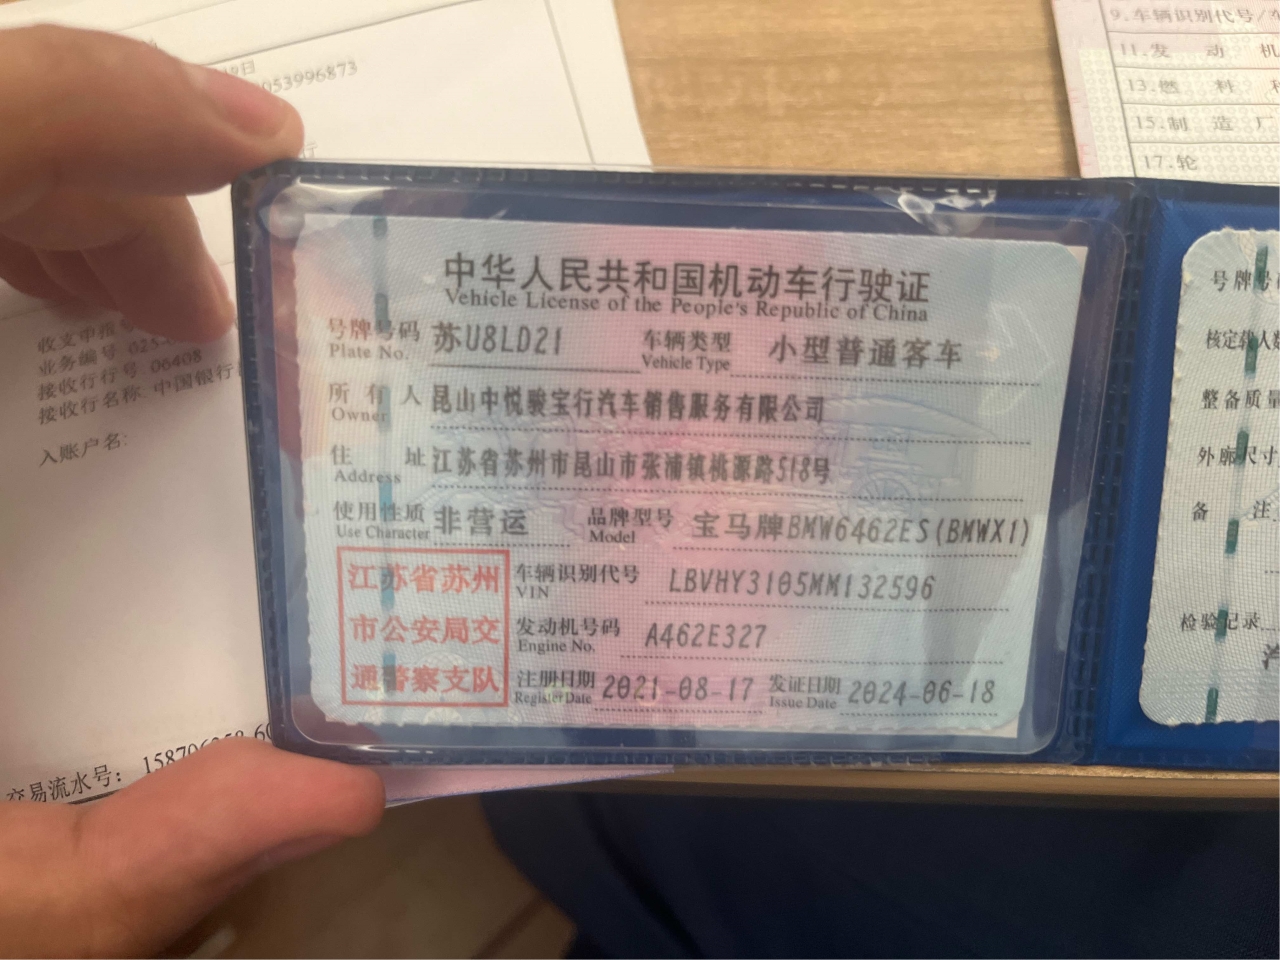 9.车辆识别代号/
11.发 动 机
13.燃 料
15.制 造 厂
17.轮
053996873
收支申报号
业务编号 025
接收行行号 06408
接收行名称 中国银行
入账户名:
交易流水号:
中华人民共和国机动车行驶证
Vehicle License of the People's Republic of China
号牌号码 苏U8LD21 车辆类型 小型普通客车
Plate No. Vehicle Type
所 有 人 昆山中悦骏宝行汽车销售服务有限公司
Owner
住 址 江苏省苏州市昆山市张浦镇桃源路518号
Address
使用性质 非营运 品牌型号 宝马牌BMW6462ES(BMWX1)
Use Character Model
江苏省苏州
市公安局交
通警察支队
车辆识别代号 LBVHY3105MM132596
VIN
发动机号码 A462E327
Engine No.
注册日期 2021-08-17 发证日期 2024-06-18
Register Date Issue Date
号牌号
核定载人数
整备质量
外廓尺寸
备 注
检验记录